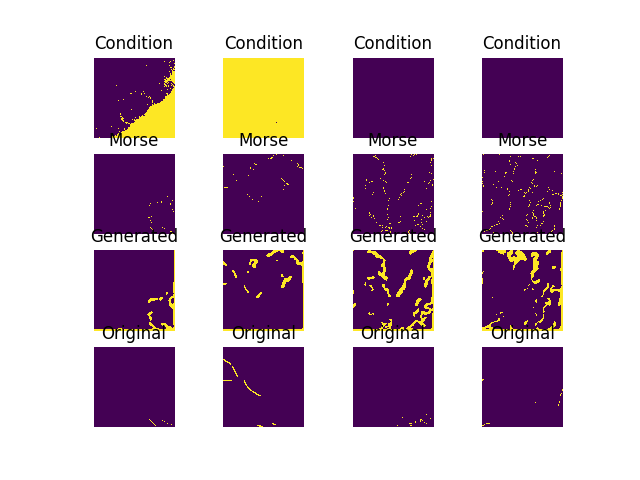 Condition Condition Condition Condition
Morse Morse Morse Morse
Generated Generated Generated Generated
Original Original Original Original